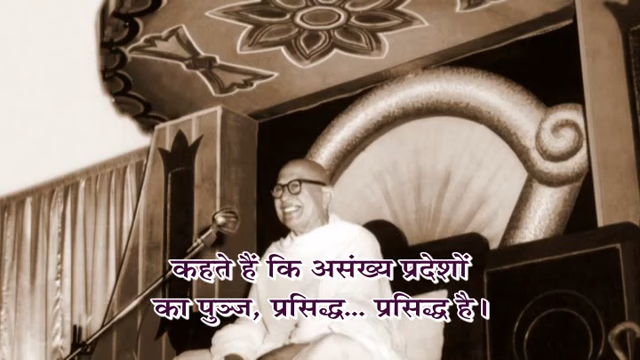 कहते हैं कि असंख्य प्रदेशों
का पुञ्ज, प्रसिद्ध... प्रसिद्ध है।